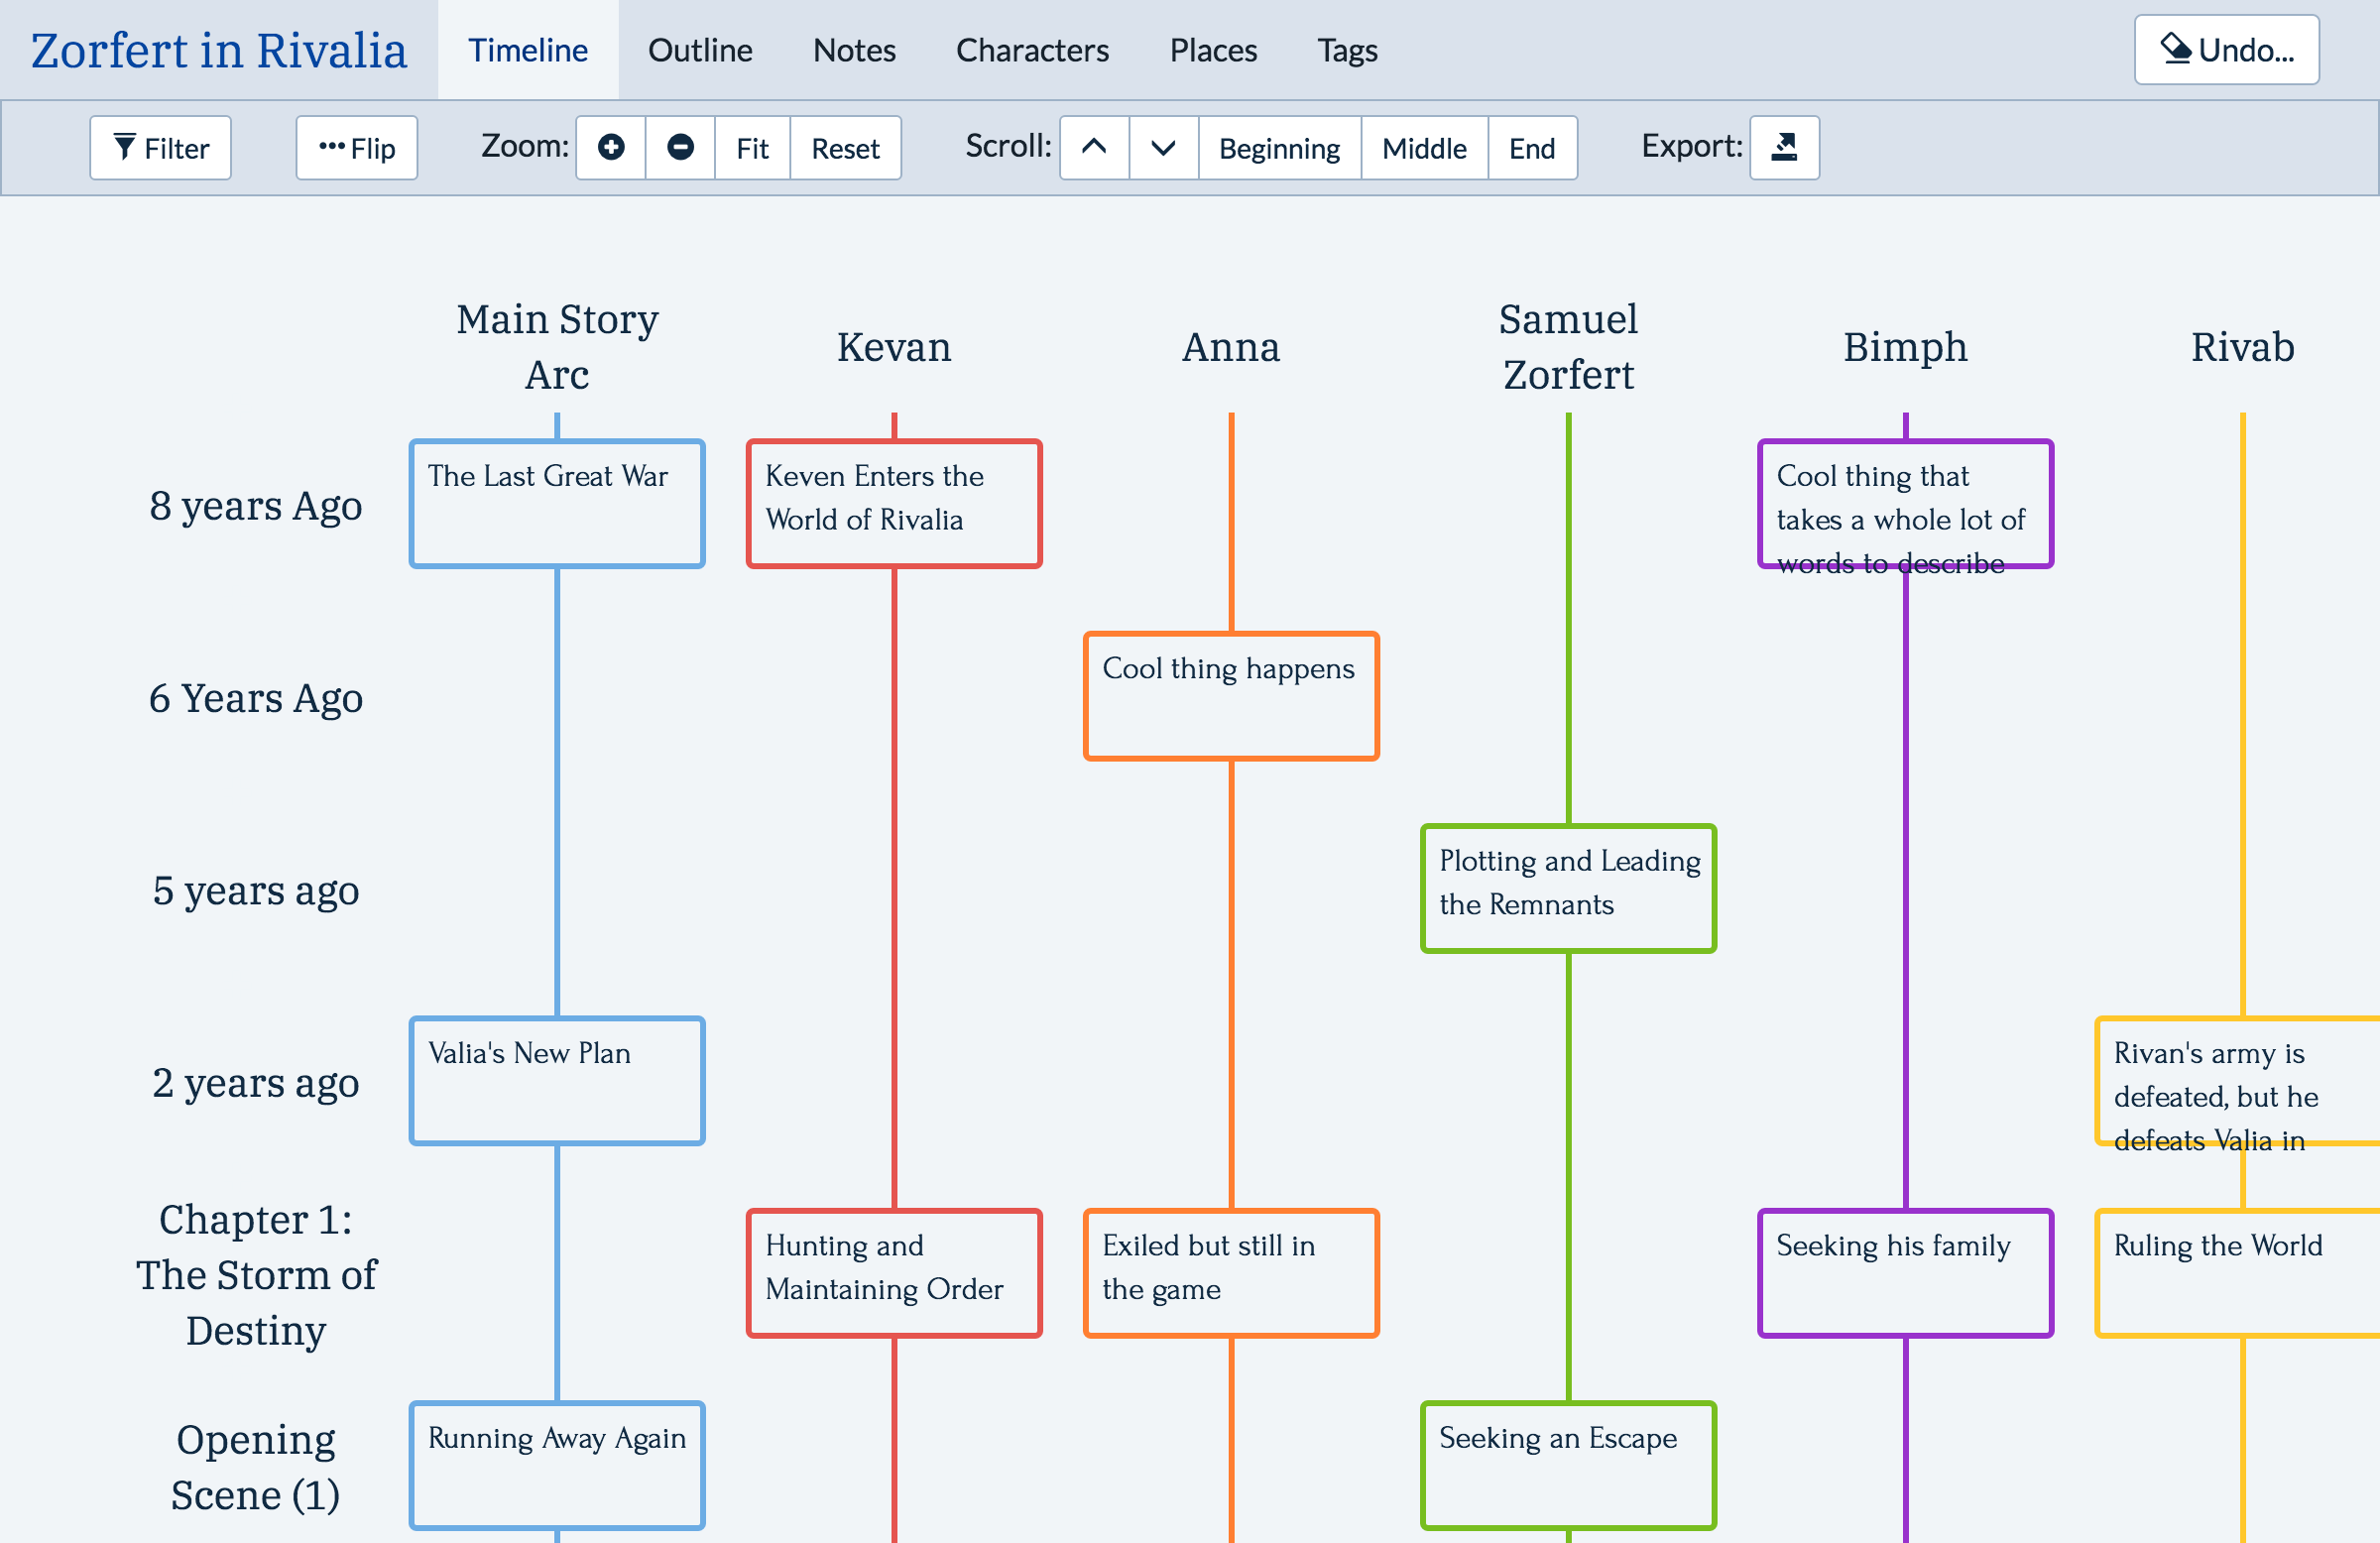 Zorfert in Rivalia
Timeline
Outline
Notes
Characters
Places
Tags
Undo...
Filter
Flip
Zoom:
Fit
Reset
Scroll:
Beginning
Middle
End
Export:
Main Story
Arc
Kevan
Anna
Samuel
Zorfert
Bimph
Rivab
8 years Ago
The Last Great War
Keven Enters the
World of Rivalia
Cool thing that
takes a whole lot of
words to describe
6 Years Ago
Cool thing happens
5 years ago
Plotting and Leading
the Remnants
2 years ago
Valia's New Plan
Rivan's army is
defeated, but he
defeats Valia in
Chapter 1:
The Storm of
Destiny
Hunting and
Maintaining Order
Exiled but still in
the game
Seeking his family
Ruling the World
Opening
Scene (1)
Running Away Again
Seeking an Escape